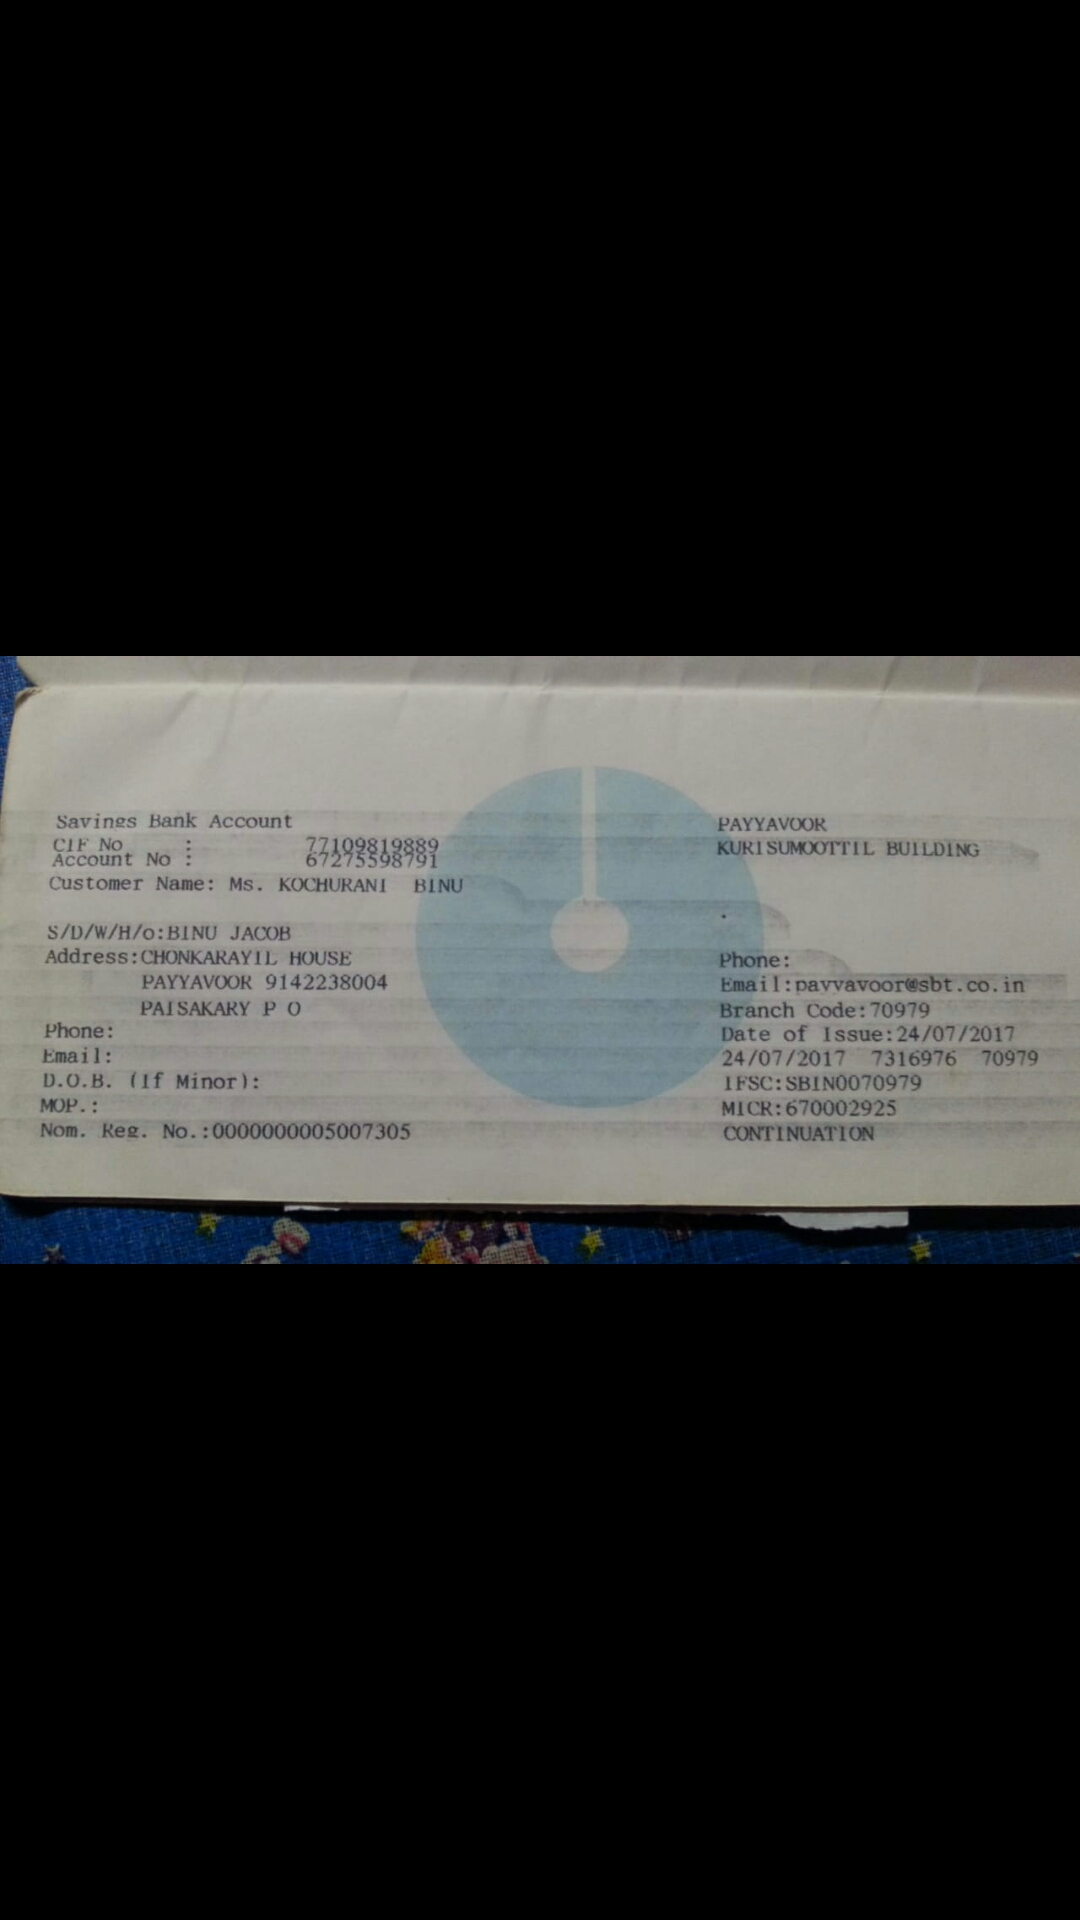 Savings Bank Account
CIF No : 77109819889
Account No : 67275598791
Customer Name: Ms. KOCHURANI BINU
S/D/W/H/o:BINU JACOB
Address:CHONKARAYIL HOUSE
PAYYAVOOR 9142238004
PAISAKARY P O
Phone:
Email:
D.O.B. (If Minor):
MOP.:
Nom. Reg. No.:0000000005007305
PAYYAVOOR
KURISUMOOTTIL BUILDING
.
Phone:
Email:payyavoor@sbt.co.in
Branch Code:70979
Date of Issue:24/07/2017
24/07/2017 7316976 70979
IFSC:SBIN0070979
MICR:670002925
CONTINUATION